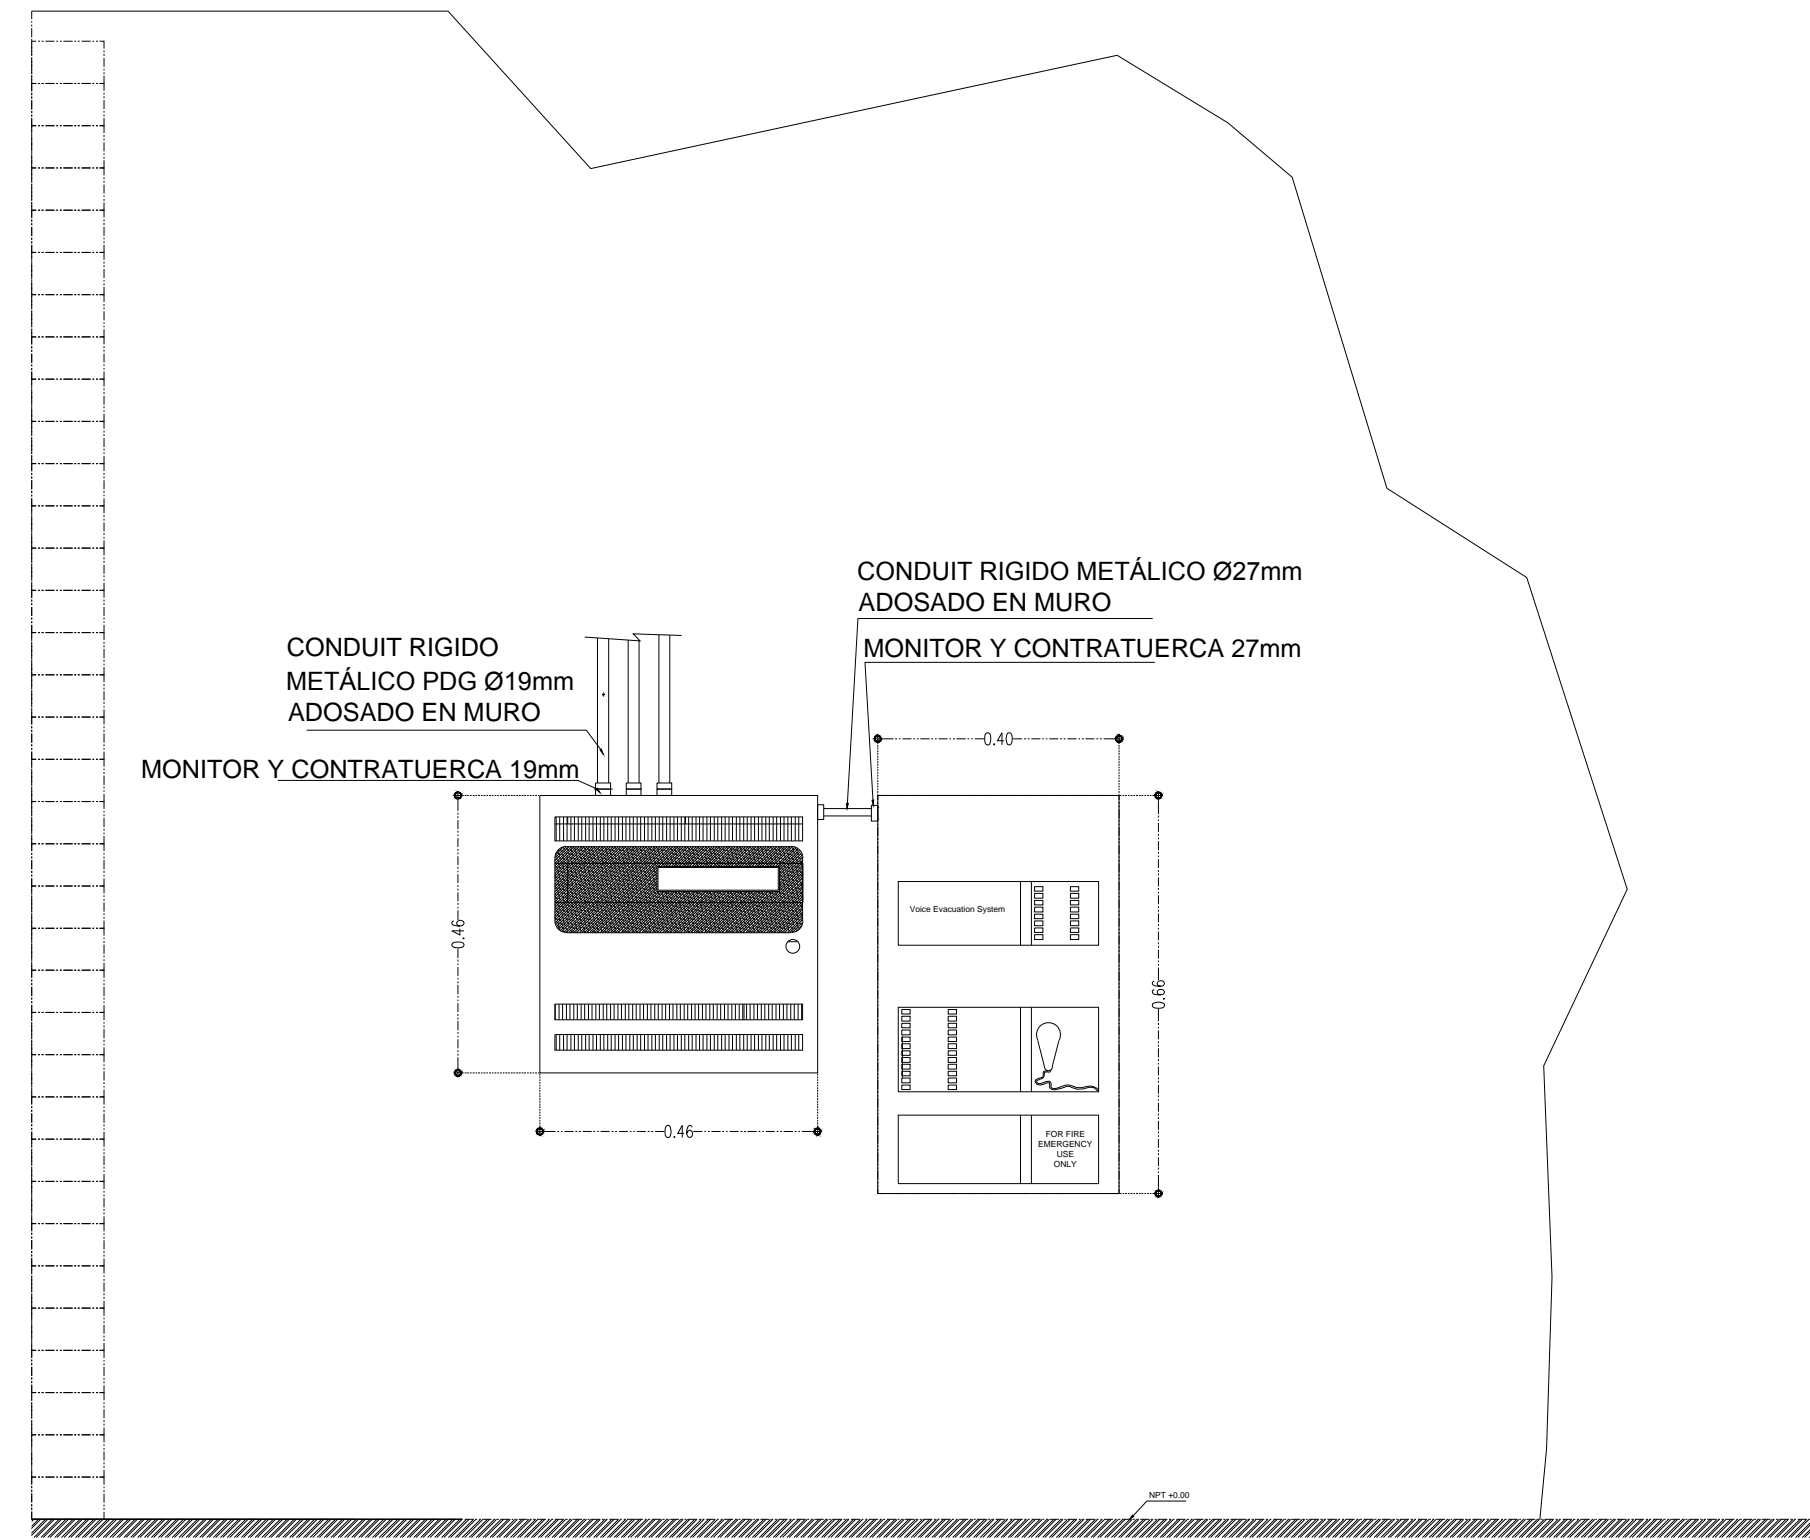 CONDUIT RIGIDO METÁLICO Ø27mm
ADOSADO EN MURO
MONITOR Y CONTRATUERCA 27mm
CONDUIT RIGIDO
METÁLICO PDG Ø19mm
ADOSADO EN MURO
MONITOR Y CONTRATUERCA 19mm
0.40
0.46
0.46
Voice Evacuation System
0.66
FOR FIRE
EMERGENCY
USE
ONLY
NPT +0.00